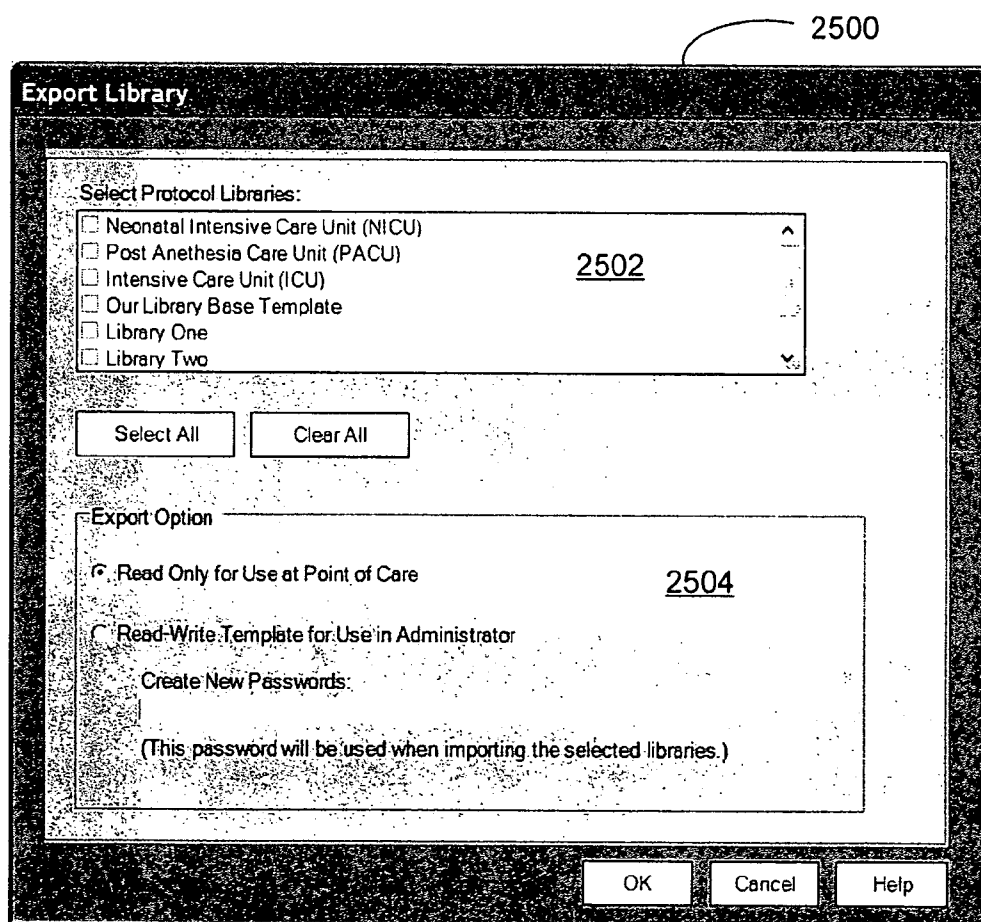 2500
Export Library
Select Protocol Libraries:
Neonatal Intensive Care Unit (NICU)
Post Anethesia Care Unit (PACU)
2502
Intensive Care Unit (ICU)
Our Library Base Template
Library One
Library Two
Select All
Clear All
Export Option
Read Only for Use at Point of Care
2504
Read-Write Template for Use in Administrator
Create New Passwords:
(This password will be used when importing the selected libraries.)
OK
Cancel
Help